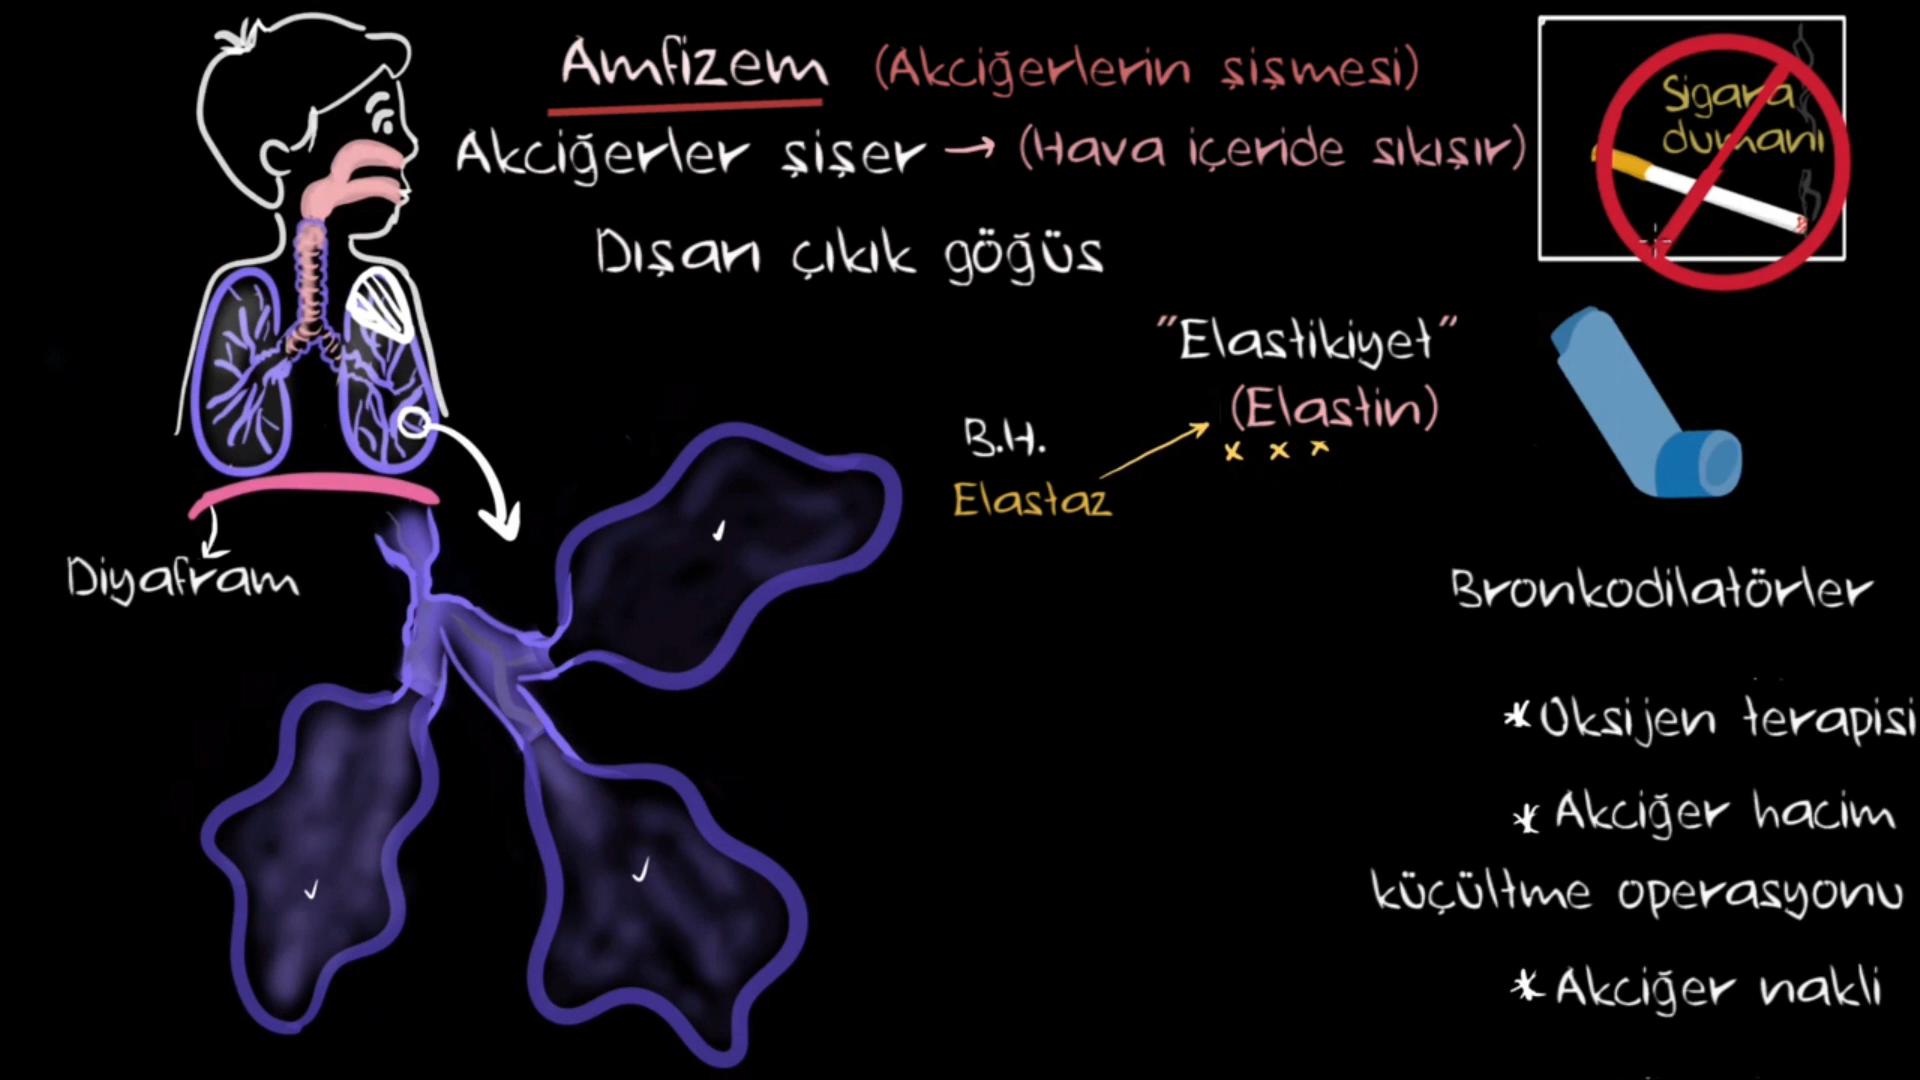 Amfizem (Akciğerlerin şişmesi)
Akciğerler şişer → (Hava içeride sıkışır)
Dışarı çıkık göğüs
Sigara
dumanı
"Elastikiyet"
(Elastin)
x x x
B.H.
Elastaz
Diyafram
Bronkodilatörler
*Oksijen terapisi
* Akciğer hacim
küçültme operasyonu
* Akciğer nakli